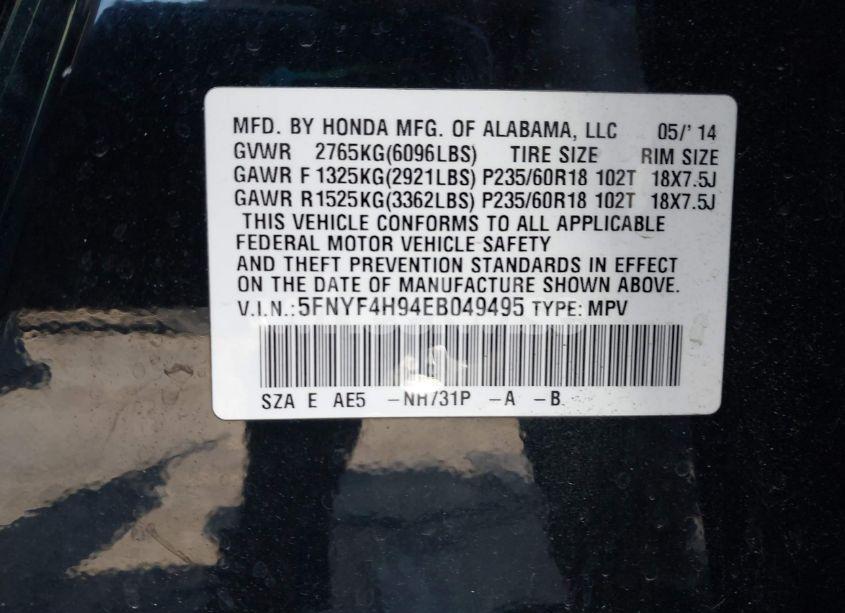 MFD. BY HONDA MFG. OF ALABAMA, LLC 05/' 14
GVWR 2765KG(6096LBS) TIRE SIZE RIM SIZE
GAWR F 1325KG(2921LBS) P235/60R18 102T 18X7.5J
GAWR R 1525KG(3362LBS) P235/60R18 102T 18X7.5J
THIS VEHICLE CONFORMS TO ALL APPLICABLE
FEDERAL MOTOR VEHICLE SAFETY
AND THEFT PREVENTION STANDARDS IN EFFECT
ON THE DATE OF MANUFACTURE SHOWN ABOVE.
V.I.N.:5FNYF4H94EB049495 TYPE: MPV
SZA E AE5 –NH731P –A –B